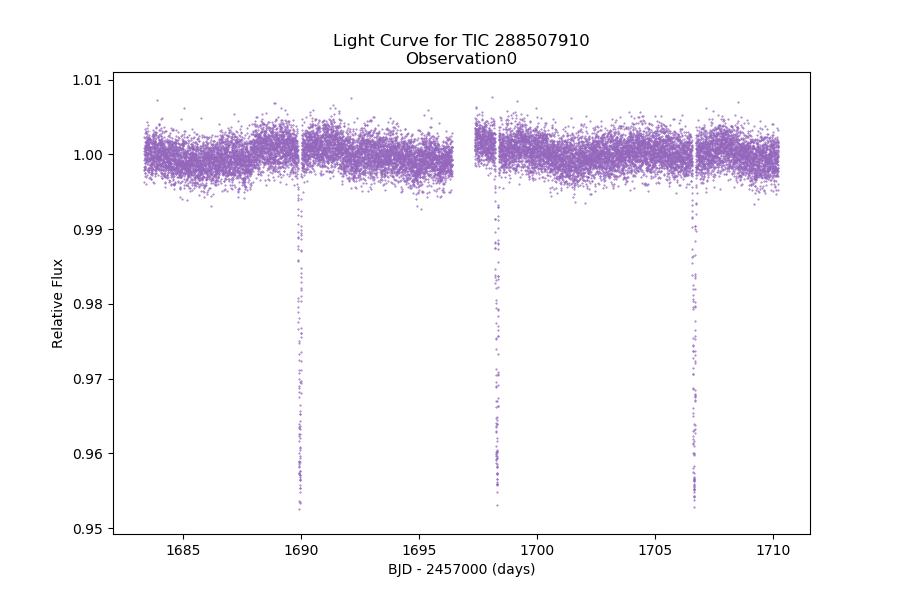 Light Curve for TIC 288507910
Observation0
1.01
1.00
0.99
0.98
0.97
0.96
0.95
Relative Flux
1685 1690 1695 1700 1705 1710
BJD - 2457000 (days)